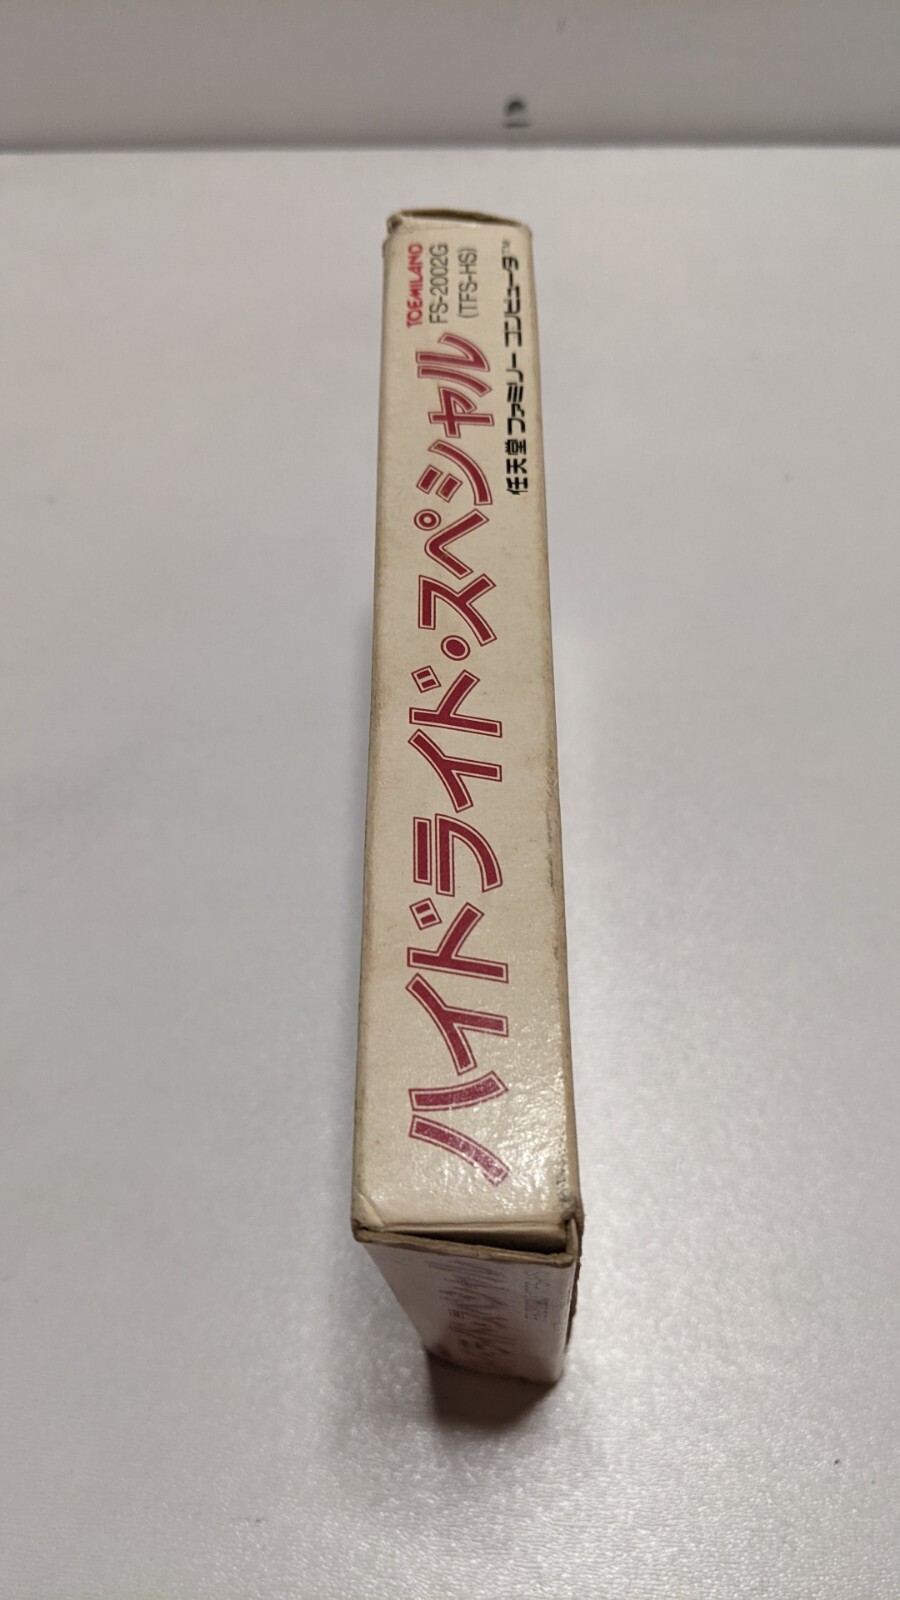 ハイドライド・スペシャル
TOEMILAND
FS-2002G
(TFS-HS)
任天堂 ファミリー コンピュータ™